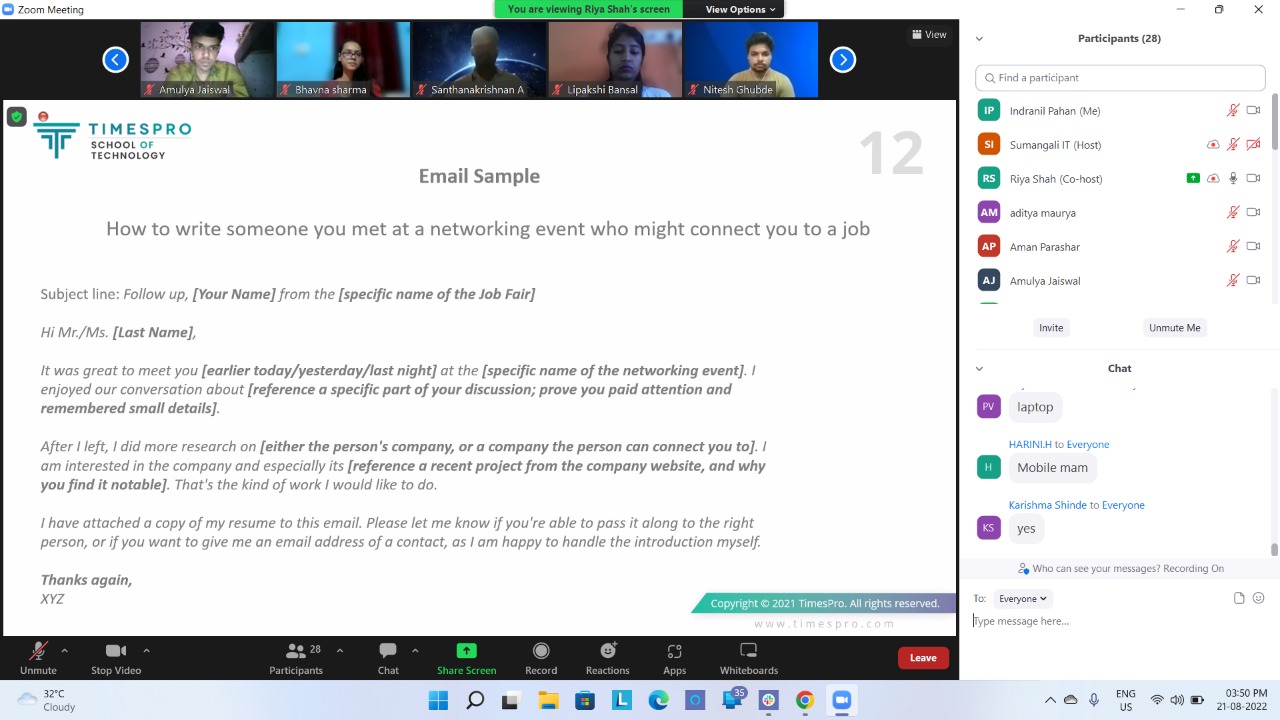 Zoom Meeting
You are viewing Riya Shah's screen
View Options
View
Amulya Jaiswal
Bhavna sharma
Santhanakrishnan A
Lipakshi Bansal
Nitesh Ghubde
TIMESPRO
SCHOOL OF
TECHNOLOGY
12
Email Sample
How to write someone you met at a networking event who might connect you to a job
Subject line: Follow up, [Your Name] from the [specific name of the Job Fair]
Hi Mr./Ms. [Last Name],
It was great to meet you [earlier today/yesterday/last night] at the [specific name of the networking event]. I
enjoyed our conversation about [reference a specific part of your discussion; prove you paid attention and
remembered small details].
After I left, I did more research on [either the person's company, or a company the person can connect you to]. I
am interested in the company and especially its [reference a recent project from the company website, and why
you find it notable]. That's the kind of work I would like to do.
I have attached a copy of my resume to this email. Please let me know if you're able to pass it along to the right
person, or if you want to give me an email address of a contact, as I am happy to handle the introduction myself.
Thanks again,
XYZ
Copyright © 2021 TimesPro. All rights reserved.
www.timespro.com
Participants (28)
Find a participant
IP Indranil Pahan (Me)
SI Sumangali IT (Host)
RS Riya Shah (Co-host)
AM aditya maurya
AP Aman Parashar
AJ Amulya Jaiswal
Invite
Unmute Me
Chat
PV laptop
HARINI.H to Everyone
H Mobile mam
Karishma Shinde to Everyone
KS yes
Who can see your messages? Recording On
To: Everyone
Type message here...
Unmute
Stop Video
Participants
28
Chat
Share Screen
Record
Reactions
Apps
Whiteboards
Leave
32°C
Cloudy
L
35
ENG
US
03:30 PM
21-06-2022